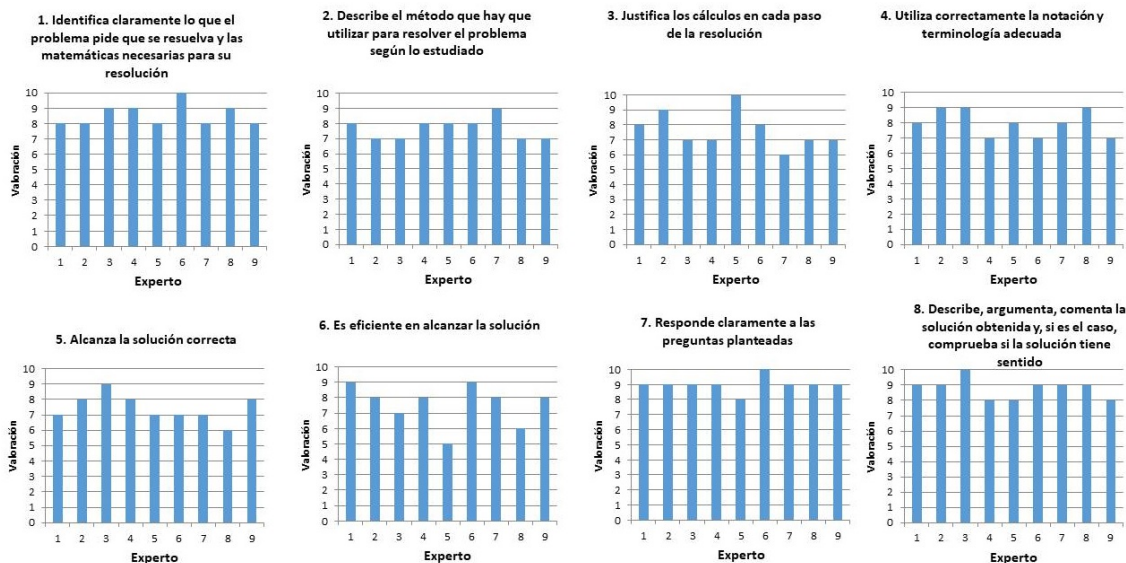 1. Identifica claramente lo que el
problema pide que se resuelva y las
matemáticas necesarias para su
resolución
10
9
8
7
6
5
4
3
2
1
0
Valoración
1 2 3 4 5 6 7 8 9
Experto
2. Describe el método que hay que
utilizar para resolver el problema
según lo estudiado
10
9
8
7
6
5
4
3
2
1
0
Valoración
1 2 3 4 5 6 7 8 9
Experto
3. Justifica los cálculos en cada paso
de la resolución
10
9
8
7
6
5
4
3
2
1
0
Valoración
1 2 3 4 5 6 7 8 9
Experto
4. Utiliza correctamente la notación y
terminología adecuada
10
9
8
7
6
5
4
3
2
1
0
Valoración
1 2 3 4 5 6 7 8 9
Experto
5. Alcanza la solución correcta
10
9
8
7
6
5
4
3
2
1
0
Valoración
1 2 3 4 5 6 7 8 9
Experto
6. Es eficiente en alcanzar la solución
10
9
8
7
6
5
4
3
2
1
0
Valoración
1 2 3 4 5 6 7 8 9
Experto
7. Responde claramente a las
preguntas planteadas
10
9
8
7
6
5
4
3
2
1
0
Valoración
1 2 3 4 5 6 7 8 9
Experto
8. Describe, argumenta, comenta la
solución obtenida y, si es el caso,
comprueba si la solución tiene
sentido
10
9
8
7
6
5
4
3
2
1
0
Valoración
1 2 3 4 5 6 7 8 9
Experto